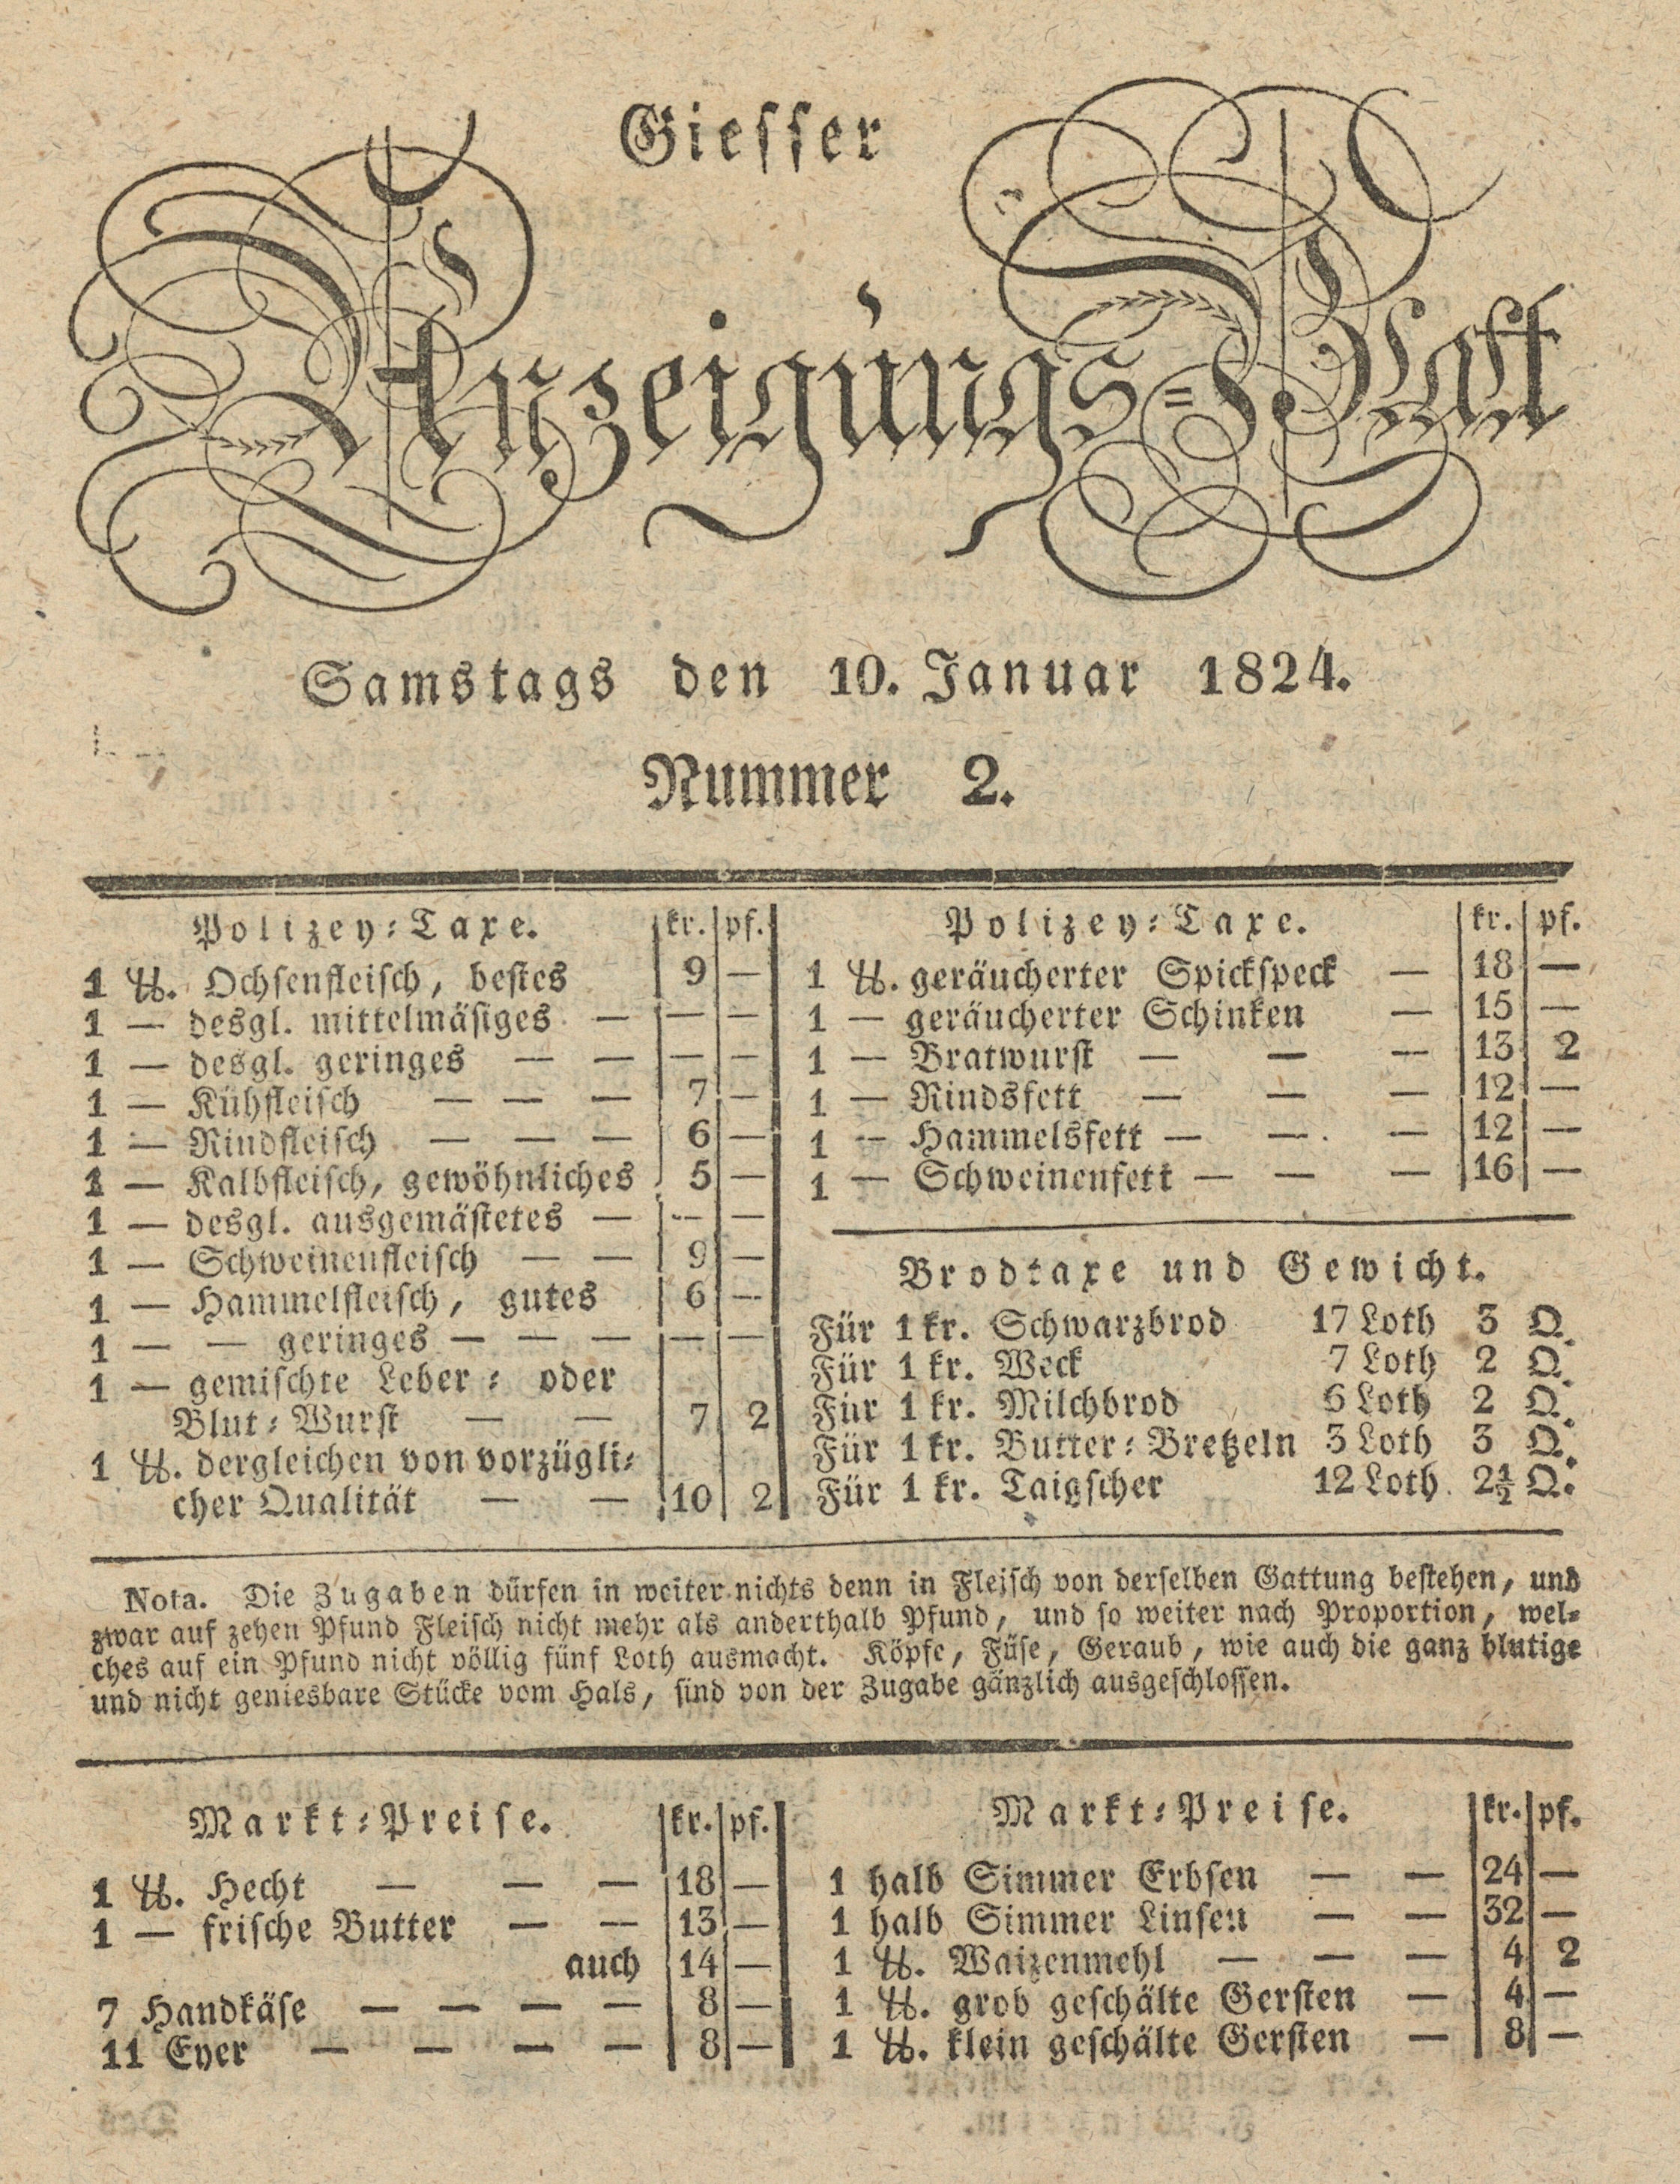 Giesser
Anzeigungs=Blatt
Samstags den 10. Januar 1824.
Nummer 2.
Polizey=Taxe. kr. pf.
1 ℔. Ochsenfleisch, bestes 9 —
1 — desgl. mittelmäsiges — — —
1 — desgl. geringes — — — —
1 — Kühfleisch — — — 7 —
1 — Rindfleisch — — — 6 —
1 — Kalbfleisch, gewöhnliches 5 —
1 — desgl. ausgemästetes — — —
1 — Schweinenfleisch — — 9 —
1 — Hammelfleisch, gutes 6 —
1 — — geringes — — — — —
1 — gemischte Leber= oder
Blut=Wurst — — 7 2
1 ℔. dergleichen von vorzügli=
cher Qualität — — 10 2
Polizey=Taxe. kr. pf.
1 ℔. geräucherter Spickspeck — 18 —
1 — geräucherter Schinken — 15 —
1 — Bratwurst — — — 13 2
1 — Rindsfett — — — 12 —
1 — Hammelsfett — — — 12 —
1 — Schweinenfett — — — 16 —
Brodtaxe und Gewicht.
Für 1 kr. Schwarzbrod 17 Loth 3 Q.
Für 1 kr. Weck 7 Loth 2 Q.
Für 1 kr. Milchbrod 6 Loth 2 Q.
Für 1 kr. Butter=Bretzeln 3 Loth 3 Q.
Für 1 kr. Taigscher 12 Loth 2½ Q.
Nota. Die Zugaben dürfen in weiter nichts denn in Fleisch von derselben Gattung bestehen, und
zwar auf zehen Pfund Fleisch nicht mehr als anderthalb Pfund, und so weiter nach Proportion, wel=
ches auf ein Pfund nicht völlig fünf Loth ausmacht. Köpfe, Füse, Geraub, wie auch die ganz blutige
und nicht geniesbare Stücke vom Hals, sind von der Zugabe gänzlich ausgeschlossen.
Markt=Preise. kr. pf.
1 ℔. Hecht — — — 18 —
1 — frische Butter — — 13 —
auch 14 —
7 Handkäse — — — — 8 —
11 Eyer — — — — 8 —
Markt=Preise. kr. pf.
1 halb Simmer Erbsen — — 24 —
1 halb Simmer Linsen — — 32 —
1 ℔. Waizenmehl — — — 4 2
1 ℔. grob geschälte Gersten — 4 —
1 ℔. klein geschälte Gersten — 8 —